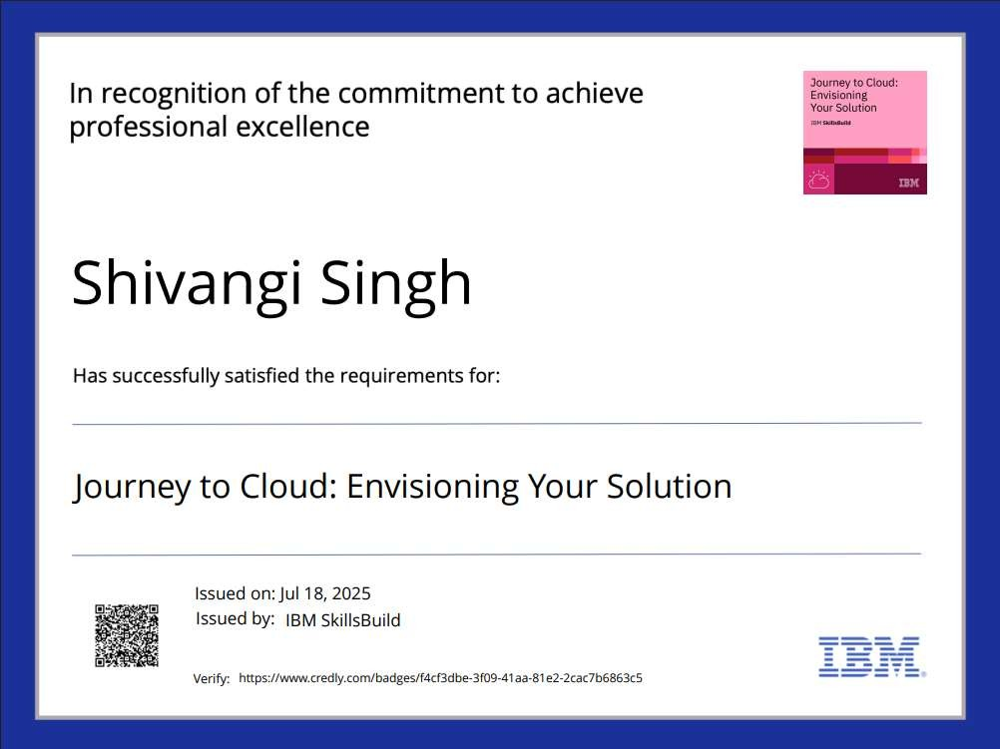 In recognition of the commitment to achieve
professional excellence
Journey to Cloud:
Envisioning
Your Solution
IBM SkillsBuild
IBM
Shivangi Singh
Has successfully satisfied the requirements for:
Journey to Cloud: Envisioning Your Solution
Issued on: Jul 18, 2025
Issued by: IBM SkillsBuild
Verify: https://www.credly.com/badges/f4cf3dbe-3f09-41aa-81e2-2cac7b6863c5
IBM®